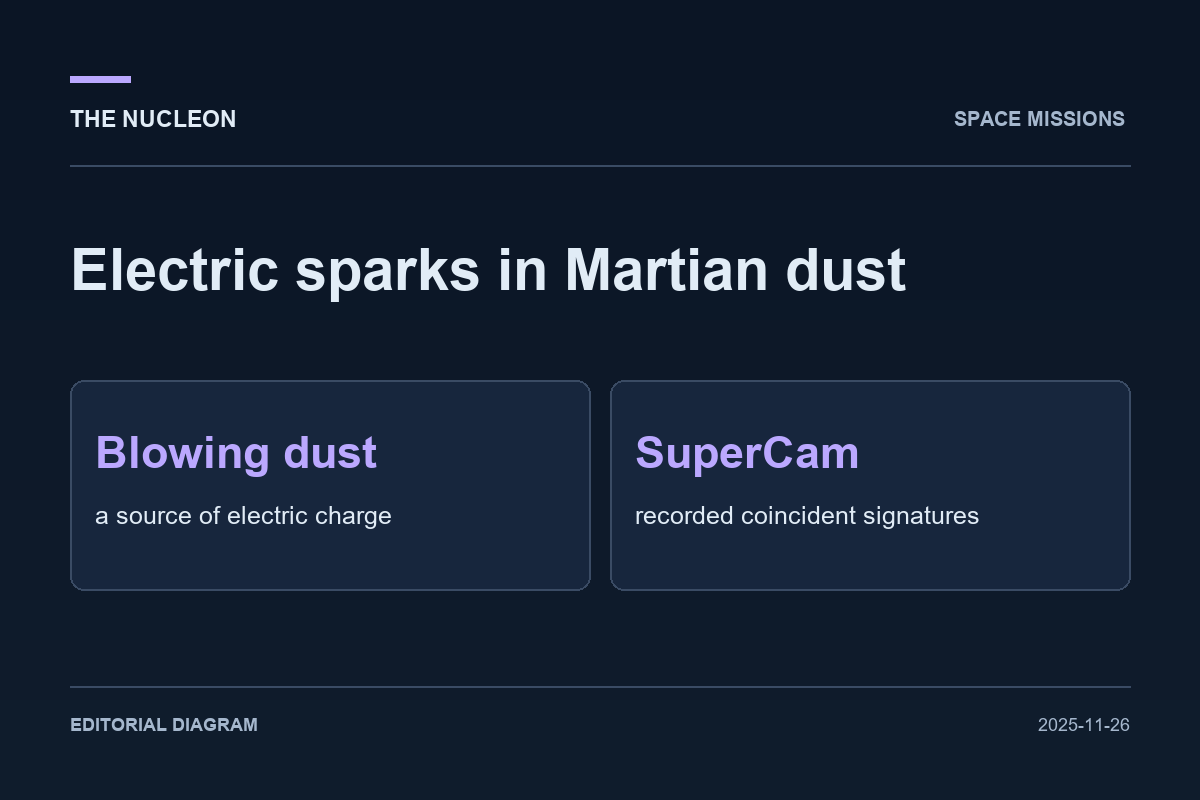 THE NUCLEON
SPACE MISSIONS
Electric sparks in Martian dust
Blowing dust
a source of electric charge
SuperCam
recorded coincident signatures
EDITORIAL DIAGRAM
2025-11-26